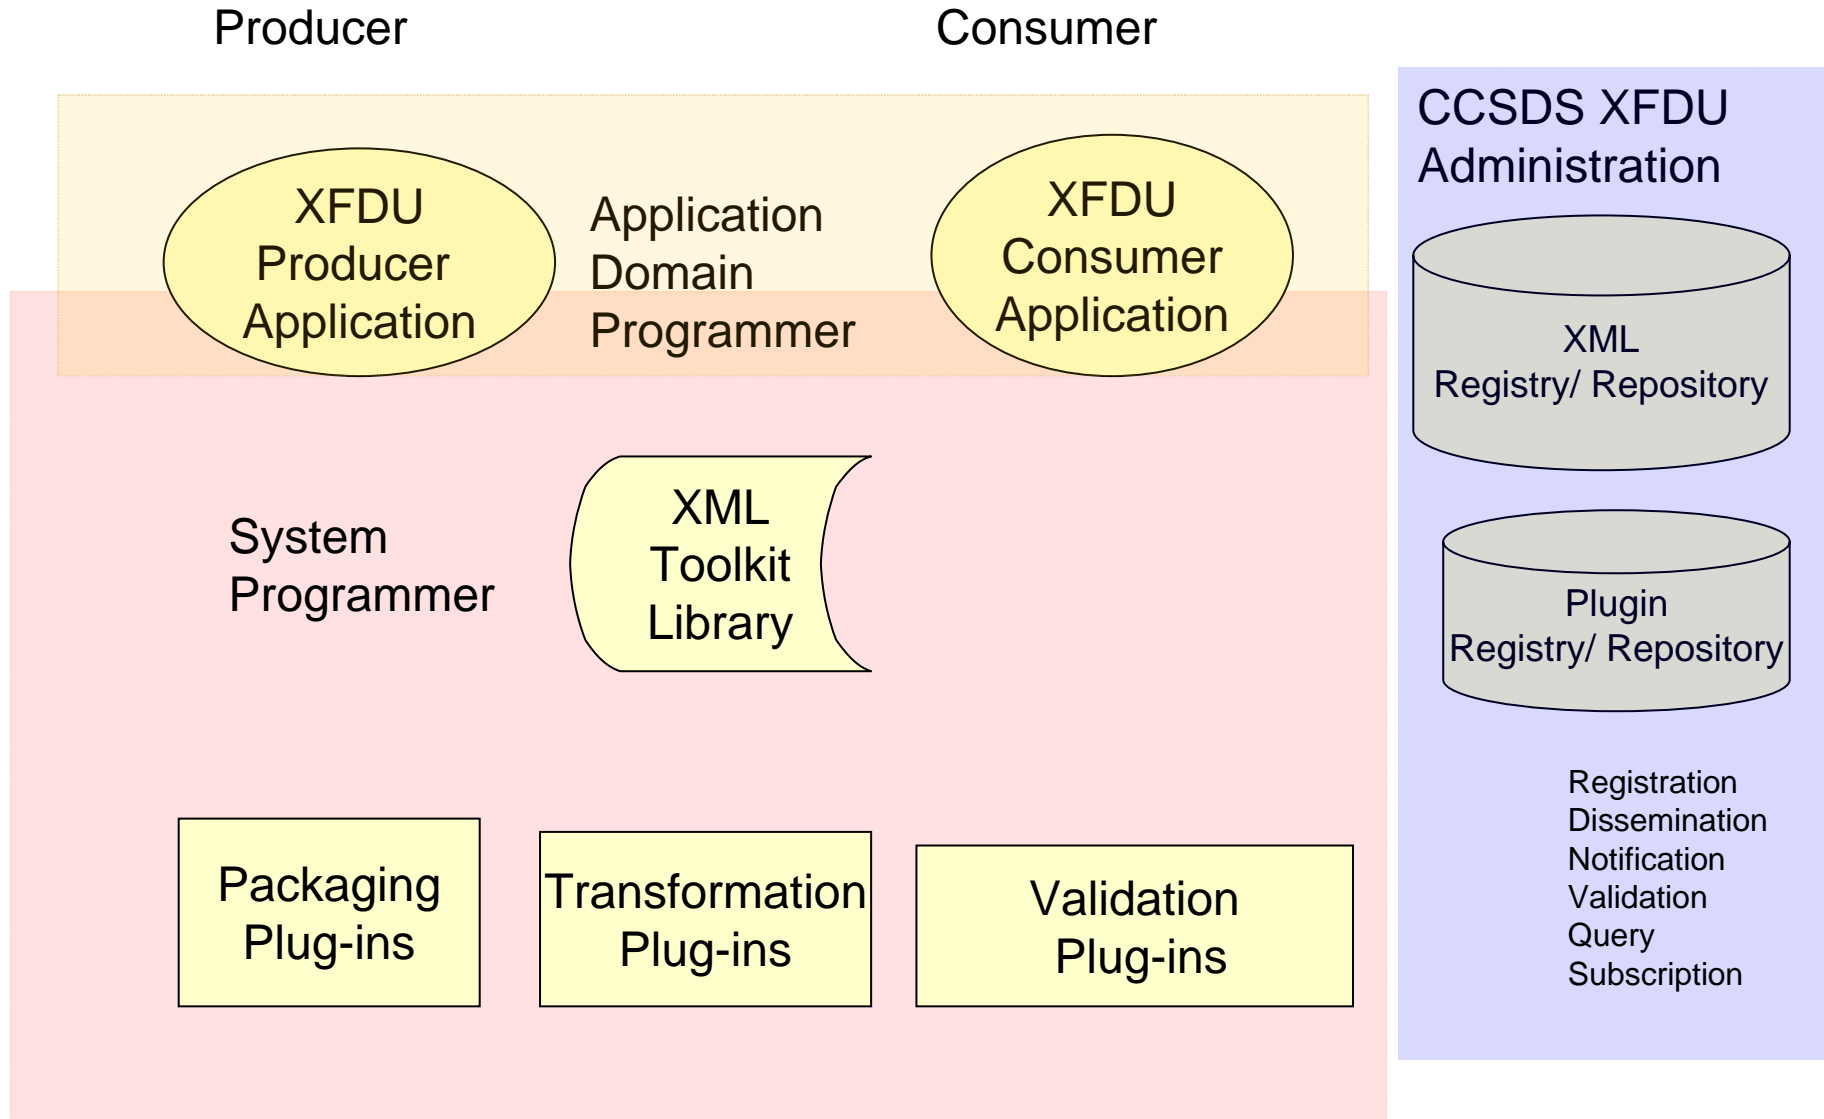 Producer
Consumer
XFDU
Producer
Application
Application
Domain
Programmer
XFDU
Consumer
Application
System
Programmer
XML
Toolkit
Library
Packaging
Plug-ins
Transformation
Plug-ins
Validation
Plug-ins
CCSDS XFDU
Administration
XML
Registry/ Repository
Plugin
Registry/ Repository
Registration
Dissemination
Notification
Validation
Query
Subscription